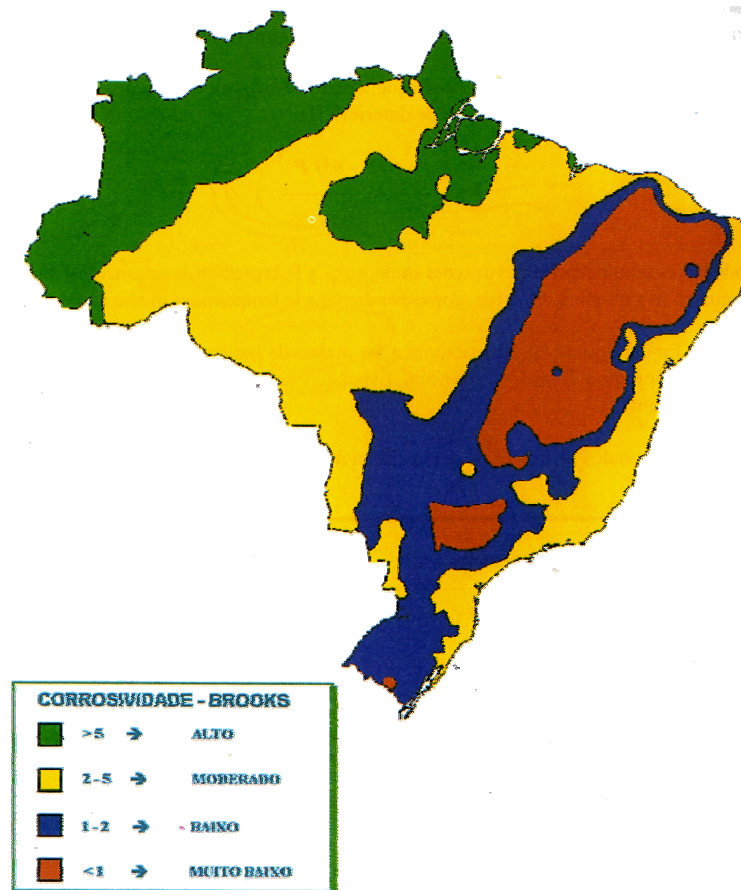 CORROSIVIDADE - BROOKS
>5 → ALTO
2-5 → MODERADO
1-2 → BAIXO
<1 → MUITO BAIXO